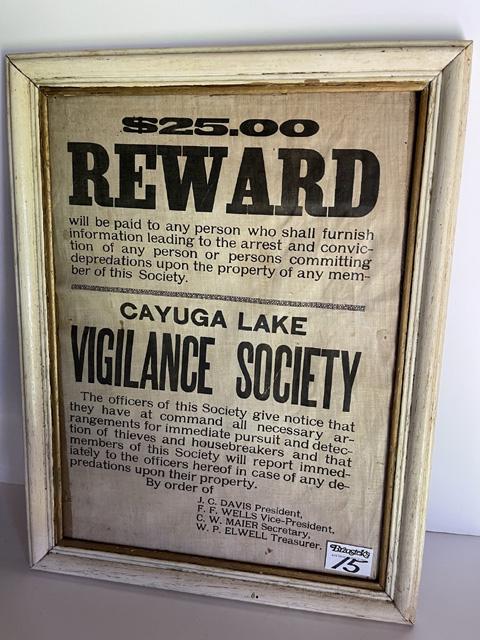 $25.00
REWARD
will be paid to any person who shall furnish
information leading to the arrest and convic-
tion of any person or persons committing
depredations upon the property of any mem-
ber of this Society.
CAYUGA LAKE
VIGILANCE SOCIETY
The officers of this Society give notice that
they have at command all necessary ar-
rangements for immediate pursuit and detec-
tion of thieves and housebreakers and that
members of this Society will report immed-
iately to the officers hereof in case of any de-
predations upon their property.
By order of
J. C. DAVIS President,
F. F. WELLS Vice-President,
C. W. MAIER Secretary,
W. P. ELWELL Treasurer.
15